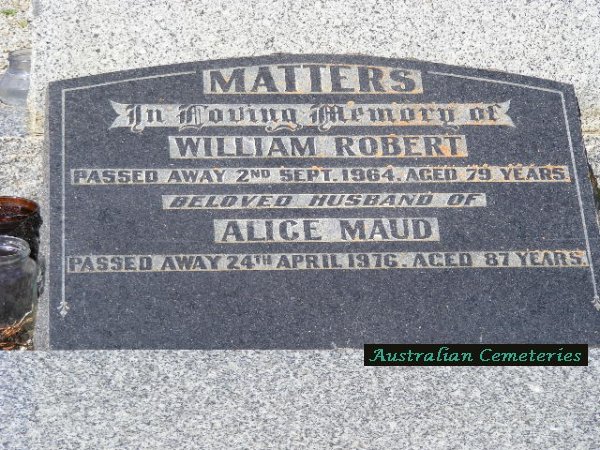 MATTERS
In Loving Memory of
WILLIAM ROBERT
PASSED AWAY 2ND SEPT. 1964. AGED 79 YEARS.
BELOVED HUSBAND OF
ALICE MAUD
PASSED AWAY 24TH APRIL 1976. AGED 87 YEARS.
Australian Cemeteries